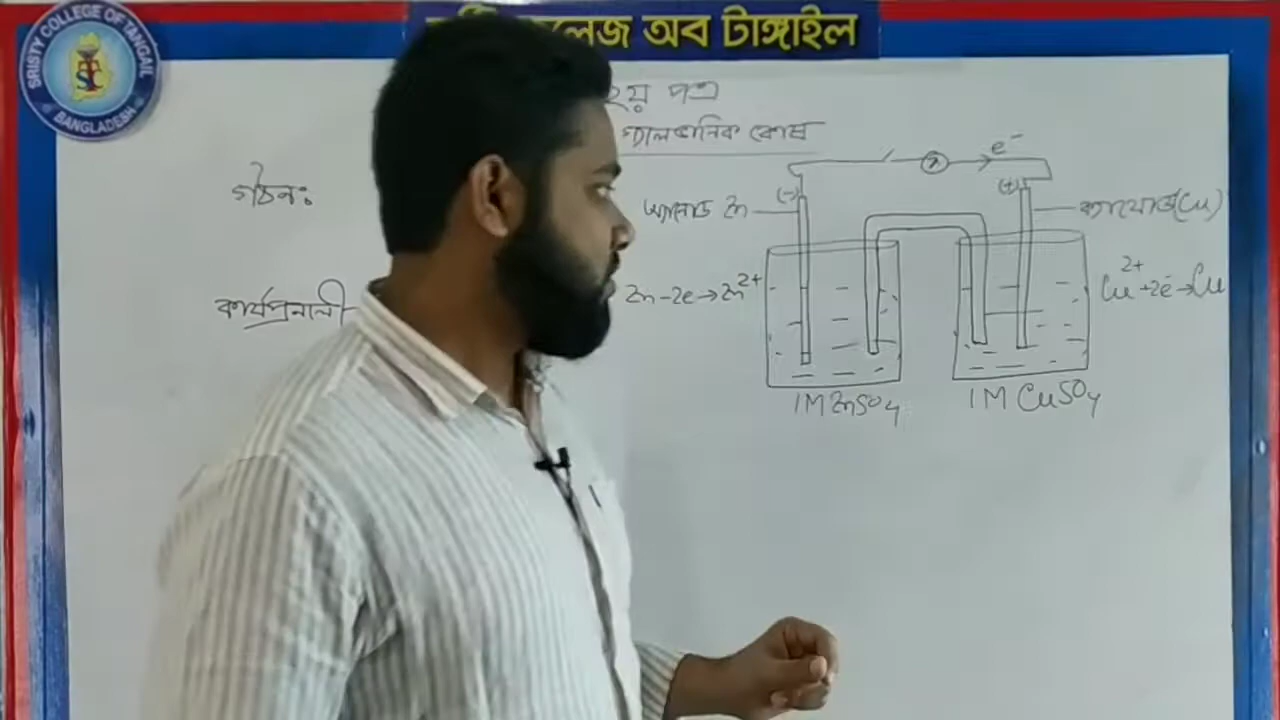 SRISTY COLLEGE OF TANGAIL
BANGLADESH
কলেজ অব টাঙ্গাইল
২য় পত্র
গ্যালভানিক কোষ
গঠনঃ
কার্যপ্রনালী
e⁻
(-)
(+)
অ্যানোড Zn
ক্যাথোড(Cu)
Zn-2e→Zn²⁺
Cu²⁺+2e⁻→Cu
1M ZnSO₄
1M CuSO₄